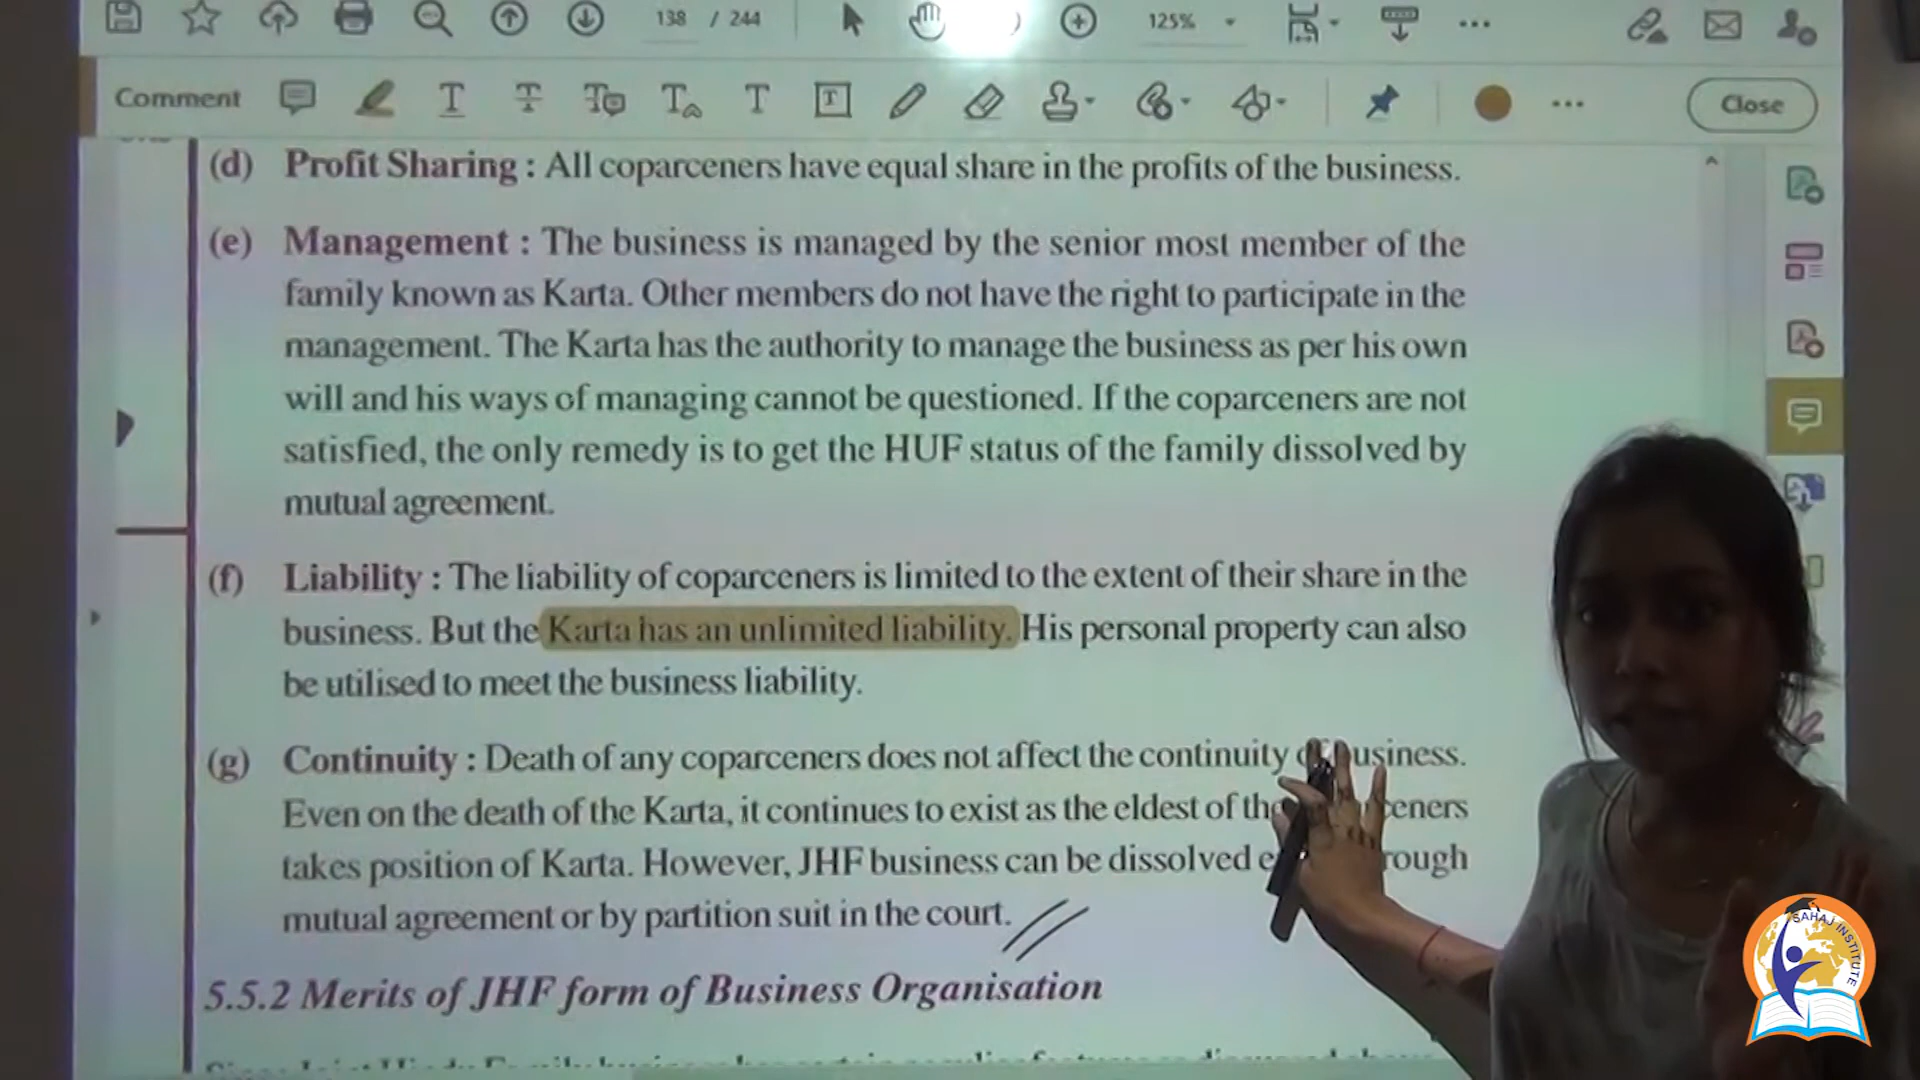 138 / 244
125%
Comment
Close
(d) Profit Sharing : All coparceners have equal share in the profits of the business.
(e) Management : The business is managed by the senior most member of the
family known as Karta. Other members do not have the right to participate in the
management. The Karta has the authority to manage the business as per his own
will and his ways of managing cannot be questioned. If the coparceners are not
satisfied, the only remedy is to get the HUF status of the family dissolved by
mutual agreement.
(f) Liability : The liability of coparceners is limited to the extent of their share in the
business. But the Karta has an unlimited liability. His personal property can also
be utilised to meet the business liability.
(g) Continuity : Death of any coparceners does not affect the continuity business.
Even on the death of the Karta, it continues to exist as the eldest of
takes position of Karta. However, JHF business can be dissolved
mutual agreement or by partition suit in the court.
5.5.2 Merits of JHF form of Business Organisation
SAHAJ INSTITUTE